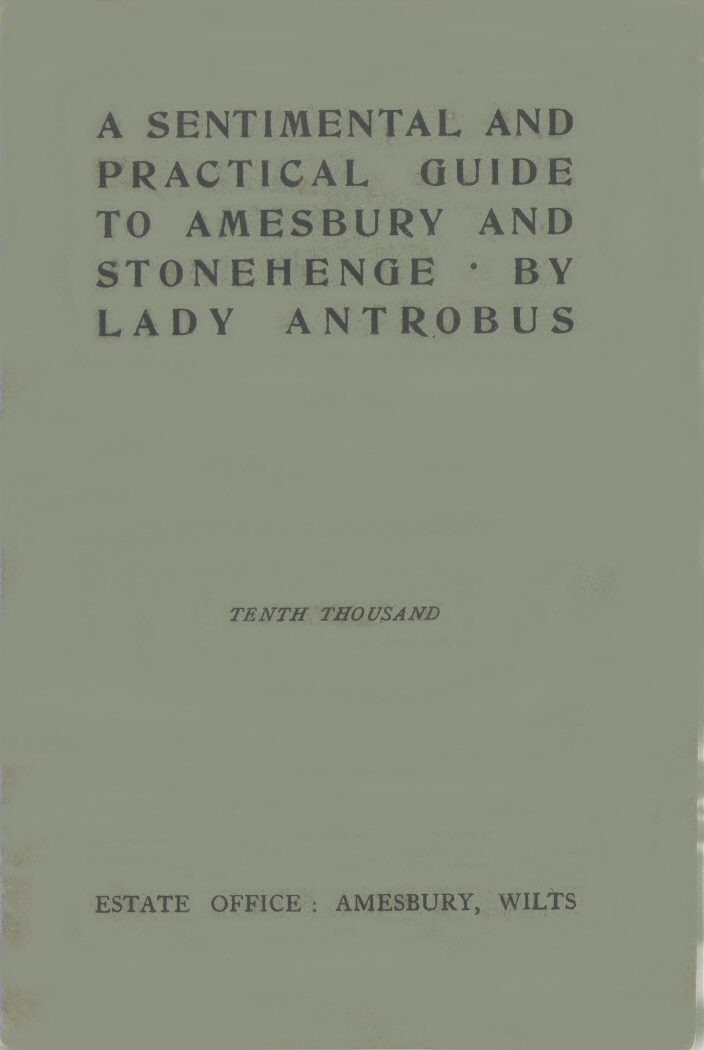 A SENTIMENTAL AND
PRACTICAL GUIDE
TO AMESBURY AND
STONEHENGE · BY
LADY ANTROBUS
TENTH THOUSAND
ESTATE OFFICE : AMESBURY, WILTS